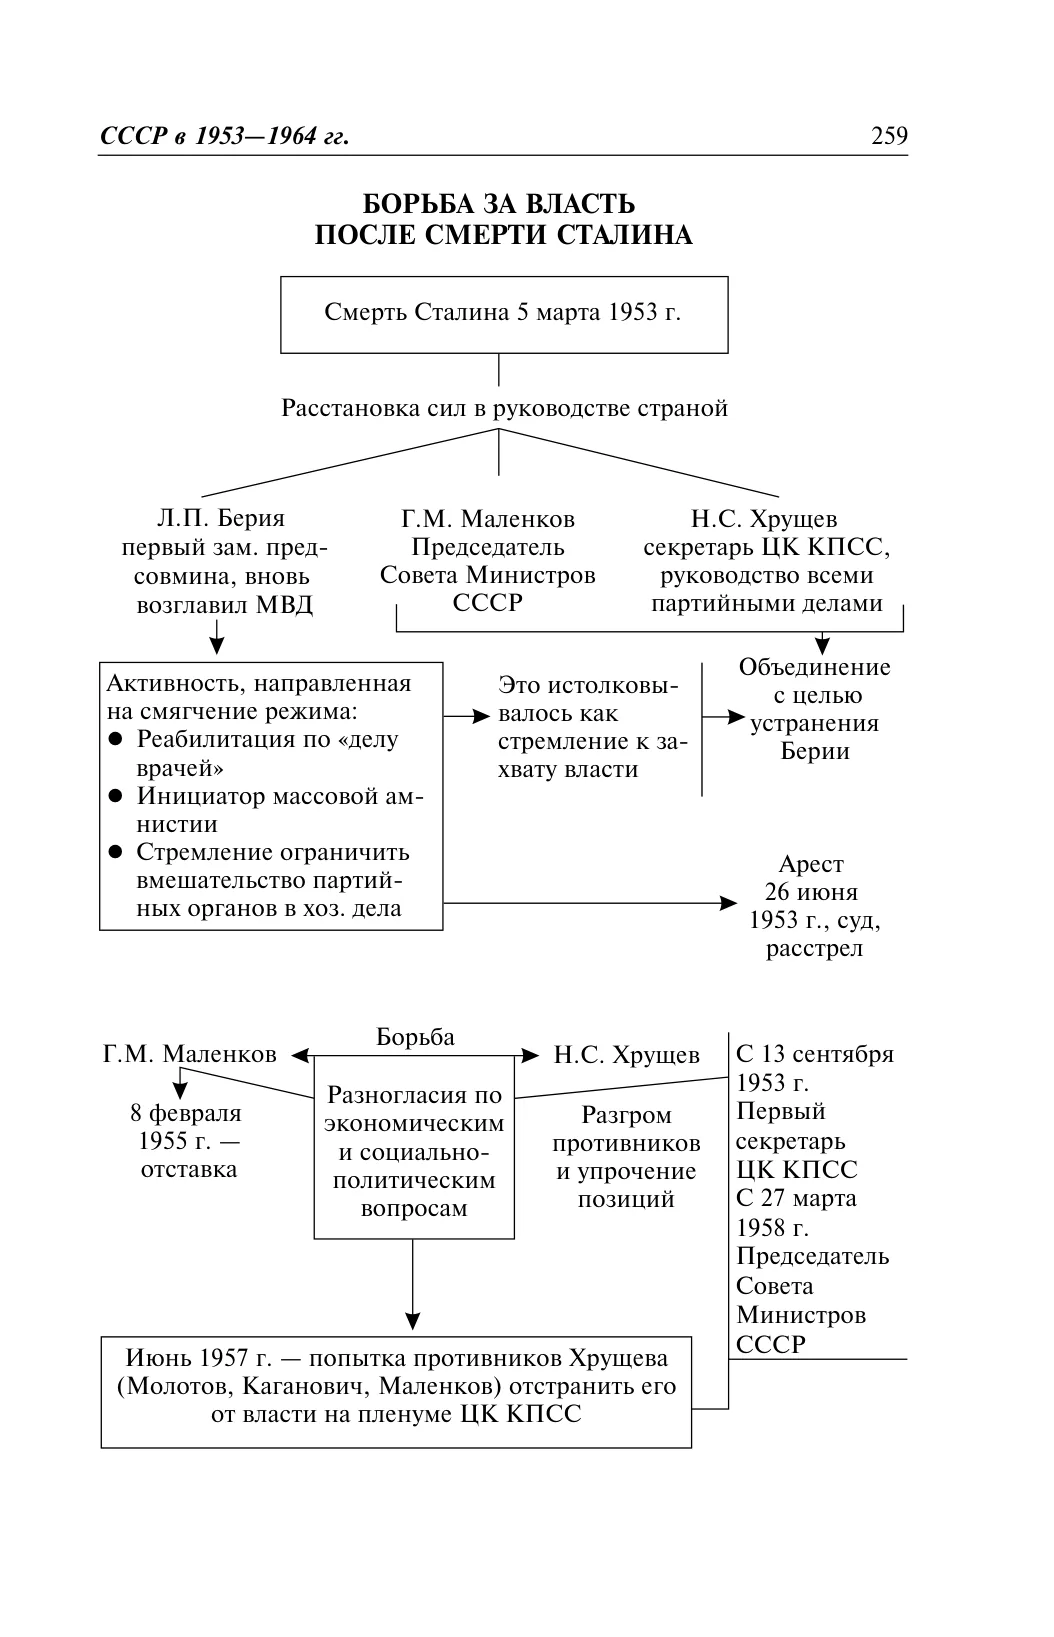 СССР в 1953—1964 гг.
259
БОРЬБА ЗА ВЛАСТЬ
ПОСЛЕ СМЕРТИ СТАЛИНА
Смерть Сталина 5 марта 1953 г.
Расстановка сил в руководстве страной
Л.П. Берия
первый зам. пред-
совмина, вновь
возглавил МВД
Г.М. Маленков
Председатель
Совета Министров
СССР
Н.С. Хрущев
секретарь ЦК КПСС,
руководство всеми
партийными делами
Активность, направленная
на смягчение режима:
● Реабилитация по «делу
врачей»
● Инициатор массовой ам-
нистии
● Стремление ограничить
вмешательство партий-
ных органов в хоз. дела
Это истолковы-
валось как
стремление к за-
хвату власти
Объединение
с целью
устранения
Берии
Арест
26 июня
1953 г., суд,
расстрел
Борьба
Г.М. Маленков
8 февраля
1955 г. —
отставка
Разногласия по
экономическим
и социально-
политическим
вопросам
Н.С. Хрущев
Разгром
противников
и упрочение
позиций
С 13 сентября
1953 г.
Первый
секретарь
ЦК КПСС
С 27 марта
1958 г.
Председатель
Совета
Министров
СССР
Июнь 1957 г. — попытка противников Хрущева
(Молотов, Каганович, Маленков) отстранить его
от власти на пленуме ЦК КПСС